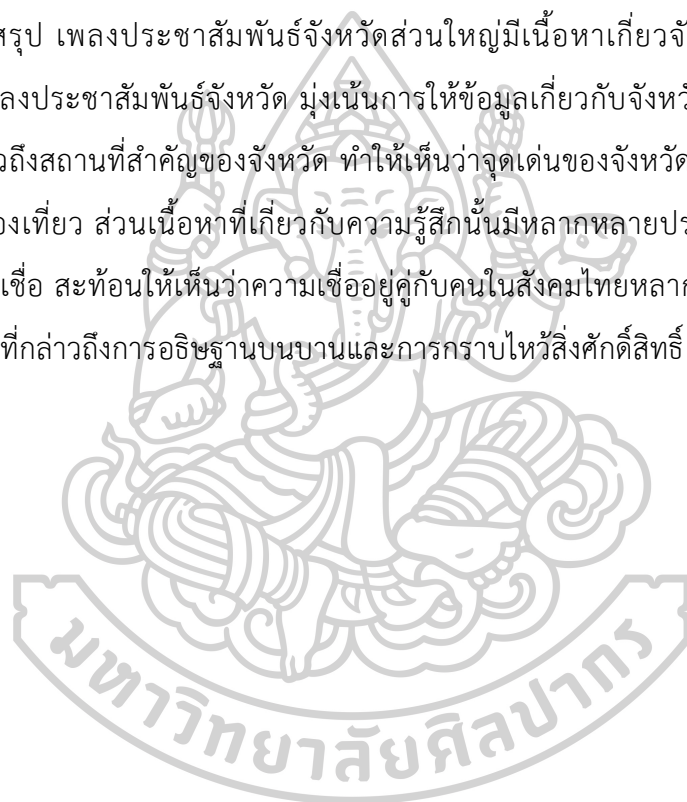 สรุป เพลงประชาสัมพันธ์จังหวัดส่วนใหญ่มีเนื้อหาเกี่ยวจั
ลงประชาสัมพันธ์จังหวัด มุ่งเน้นการให้ข้อมูลเกี่ยวกับจังหวั
วถึงสถานที่สำคัญของจังหวัด ทำให้เห็นว่าจุดเด่นของจังหวัด
องเที่ยว ส่วนเนื้อหาที่เกี่ยวกับความรู้สึกนั้นมีหลากหลายปร
เชื่อ สะท้อนให้เห็นว่าความเชื่ออยู่คู่กับคนในสังคมไทยหลาก
ที่กล่าวถึงการอธิษฐานบนบานและการกราบไหว้สิ่งศักดิ์สิทธิ์
มหาวิทยาลัยศิลปากร